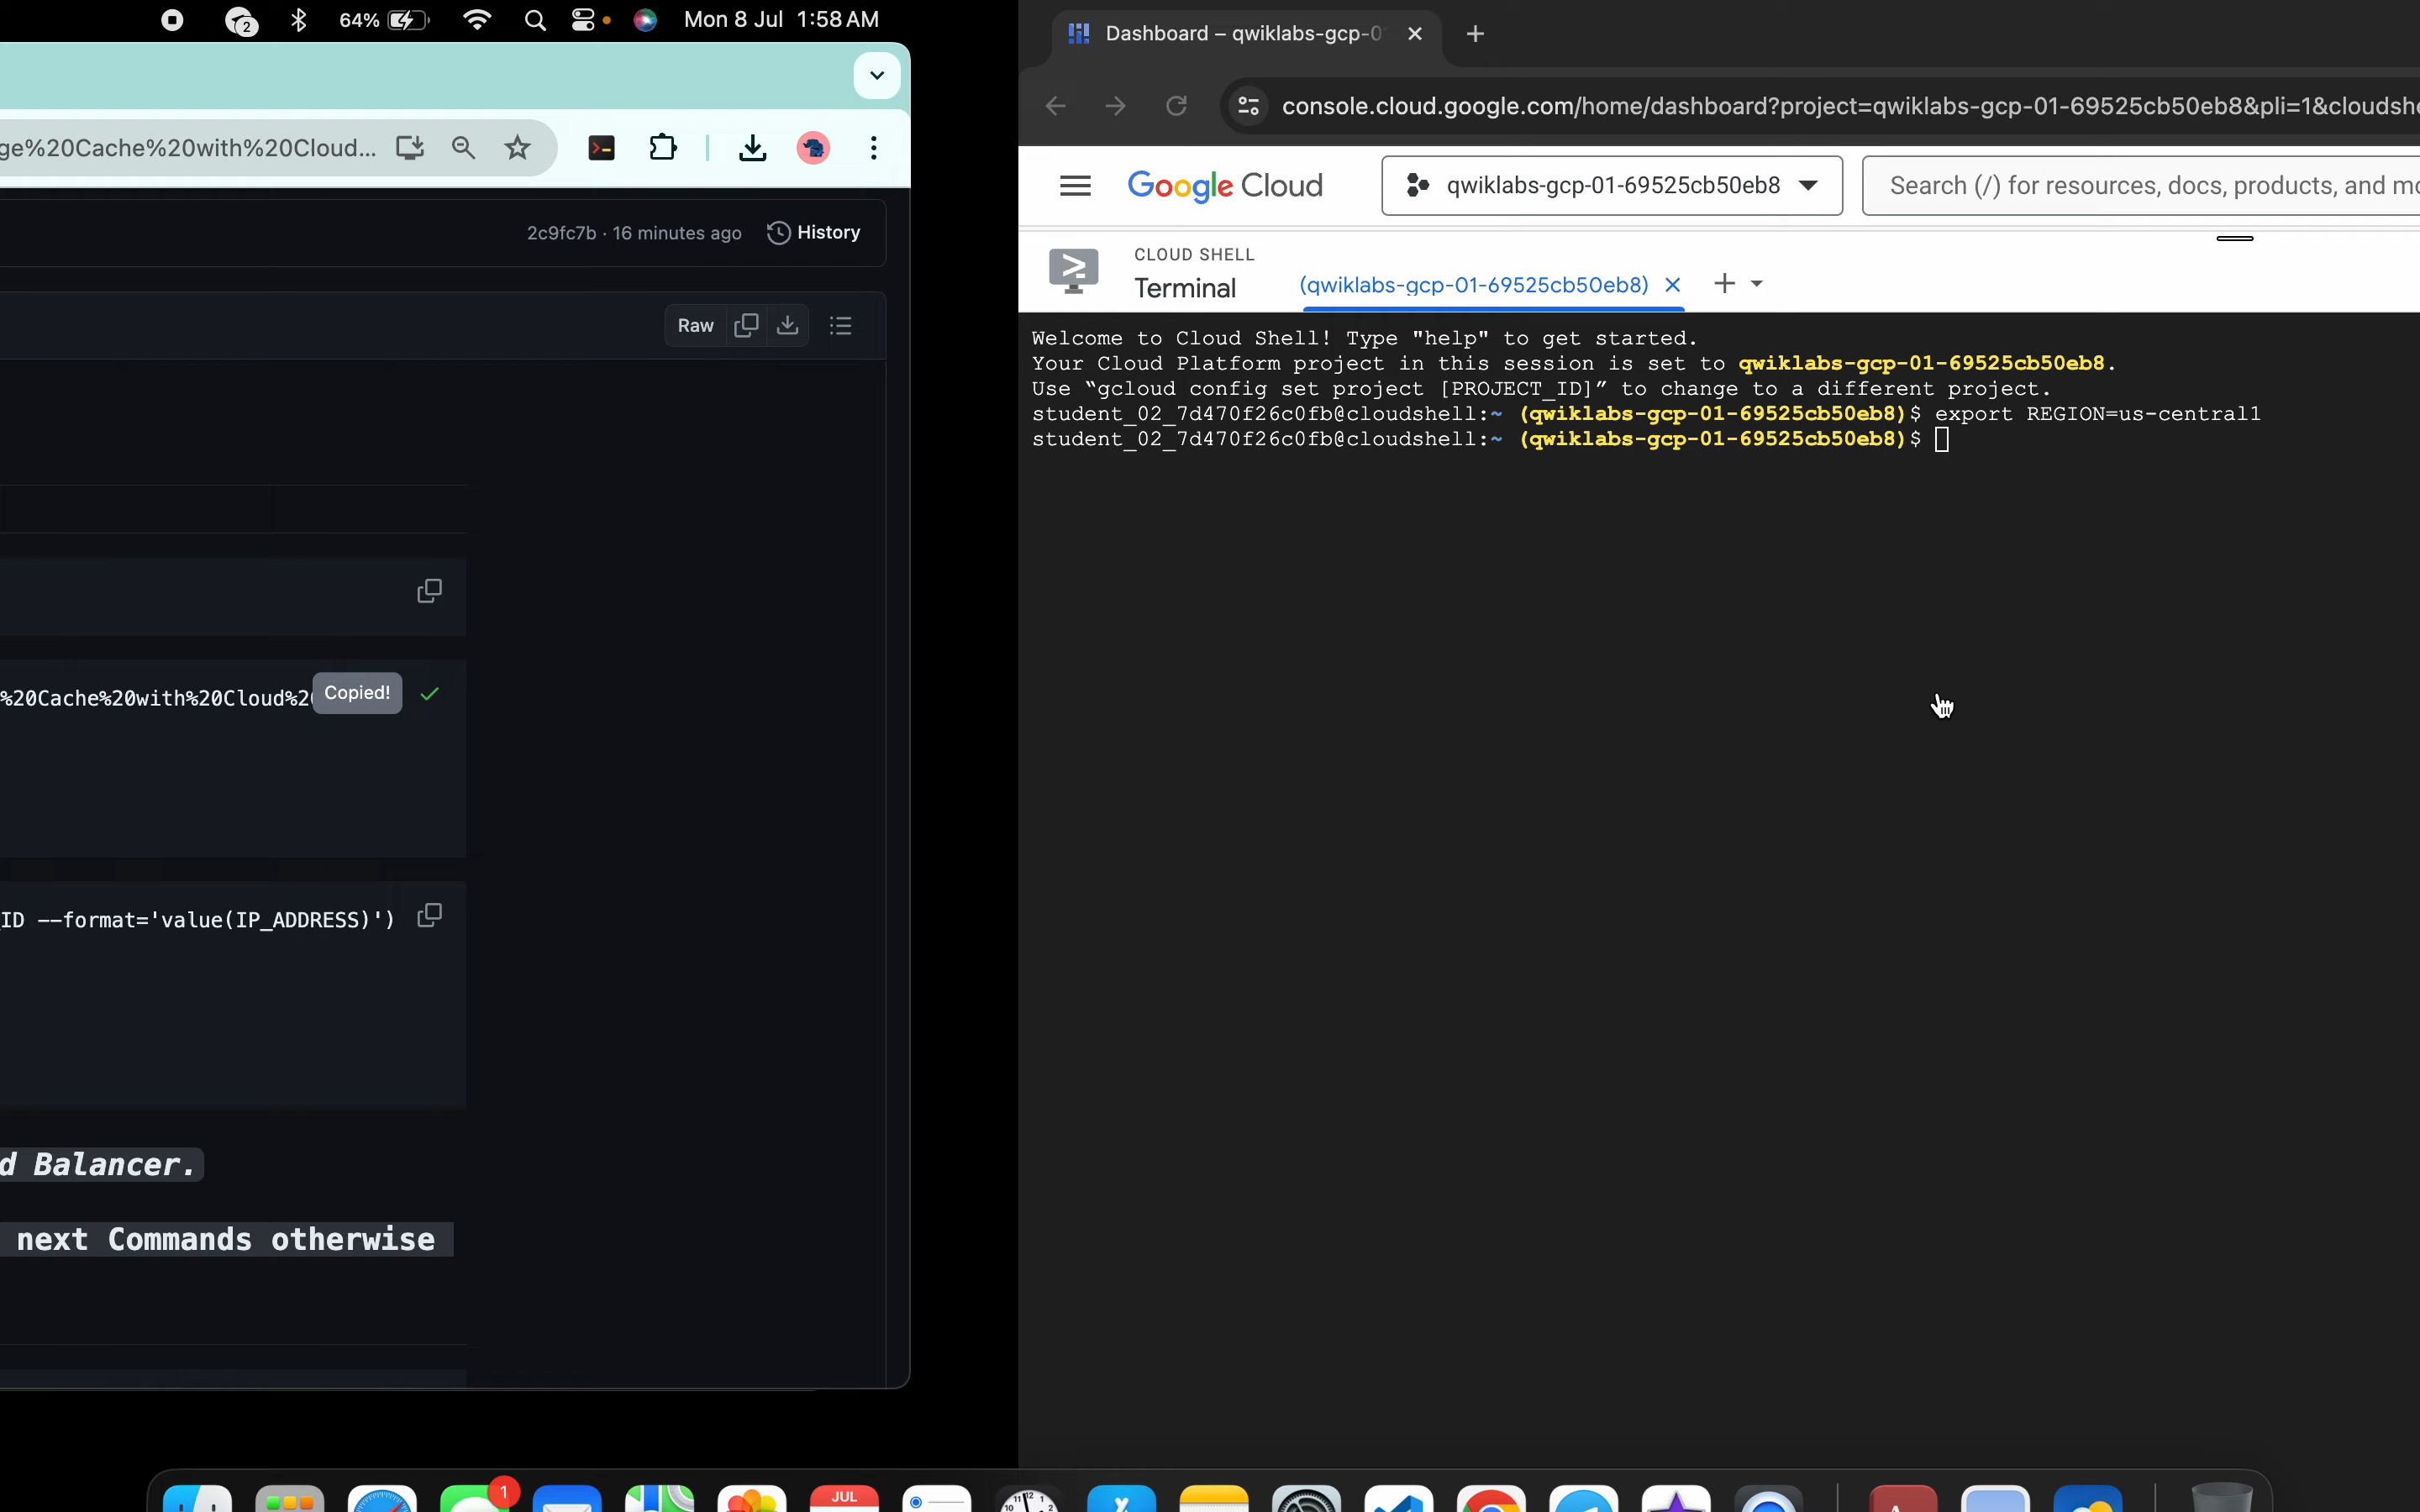 2
64%
Mon 8 Jul 1:58 AM
ge%20Cache%20with%20Cloud...
2c9fc7b · 16 minutes ago
History
Raw
%20Cache%20with%20Cloud%2
Copied!
ID --format='value(IP_ADDRESS)')
d Balancer.
next Commands otherwise
Dashboard – qwiklabs-gcp-0
console.cloud.google.com/home/dashboard?project=qwiklabs-gcp-01-69525cb50eb8&pli=1&cloudshe
Google Cloud
qwiklabs-gcp-01-69525cb50eb8
Search (/) for resources, docs, products, and mo
CLOUD SHELL
Terminal
(qwiklabs-gcp-01-69525cb50eb8)
Welcome to Cloud Shell! Type "help" to get started.
Your Cloud Platform project in this session is set to qwiklabs-gcp-01-69525cb50eb8.
Use “gcloud config set project [PROJECT_ID]” to change to a different project.
student_02_7d470f26c0fb@cloudshell:~ (qwiklabs-gcp-01-69525cb50eb8)$ export REGION=us-central1
student_02_7d470f26c0fb@cloudshell:~ (qwiklabs-gcp-01-69525cb50eb8)$
1
JUL